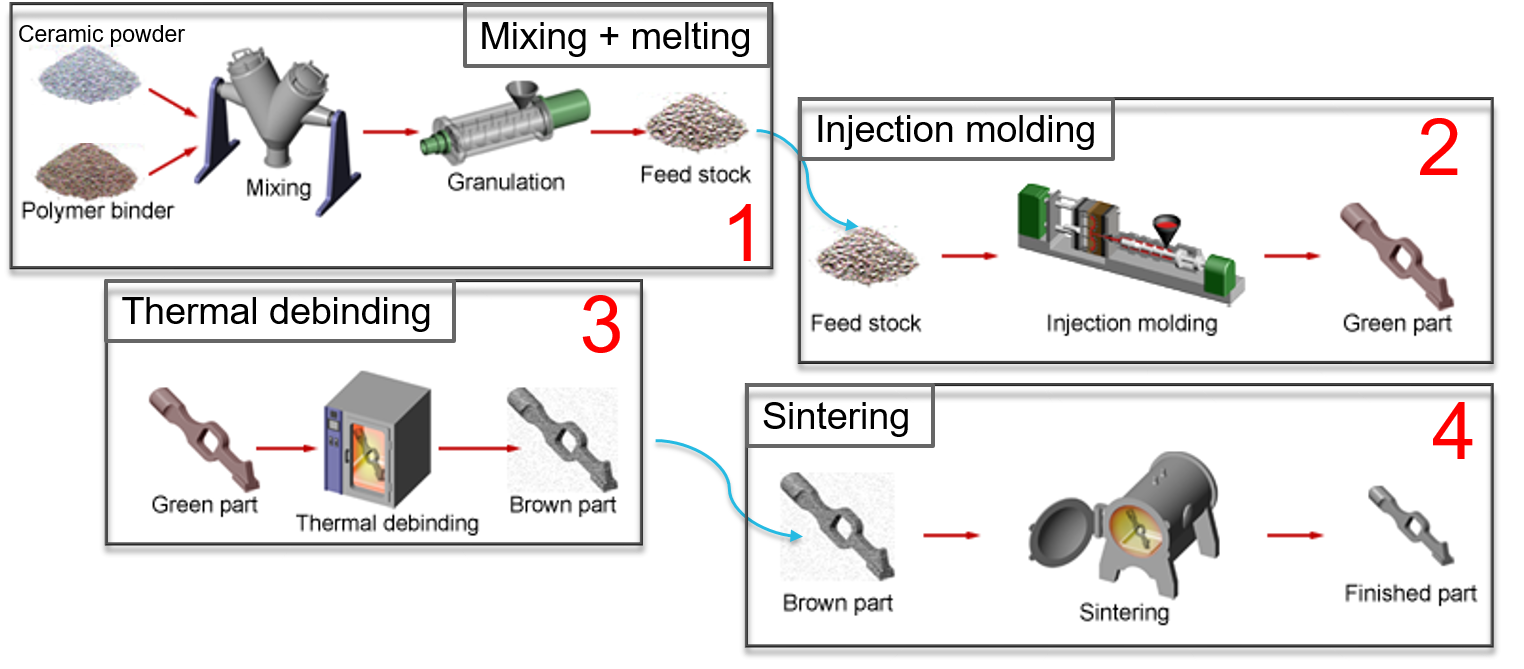 Mixing + melting
Ceramic powder
Polymer binder
Mixing
Granulation
Feed stock
1
Injection molding
2
Feed stock
Injection molding
Green part
Thermal debinding
3
Green part
Thermal debinding
Brown part
Sintering
4
Brown part
Sintering
Finished part